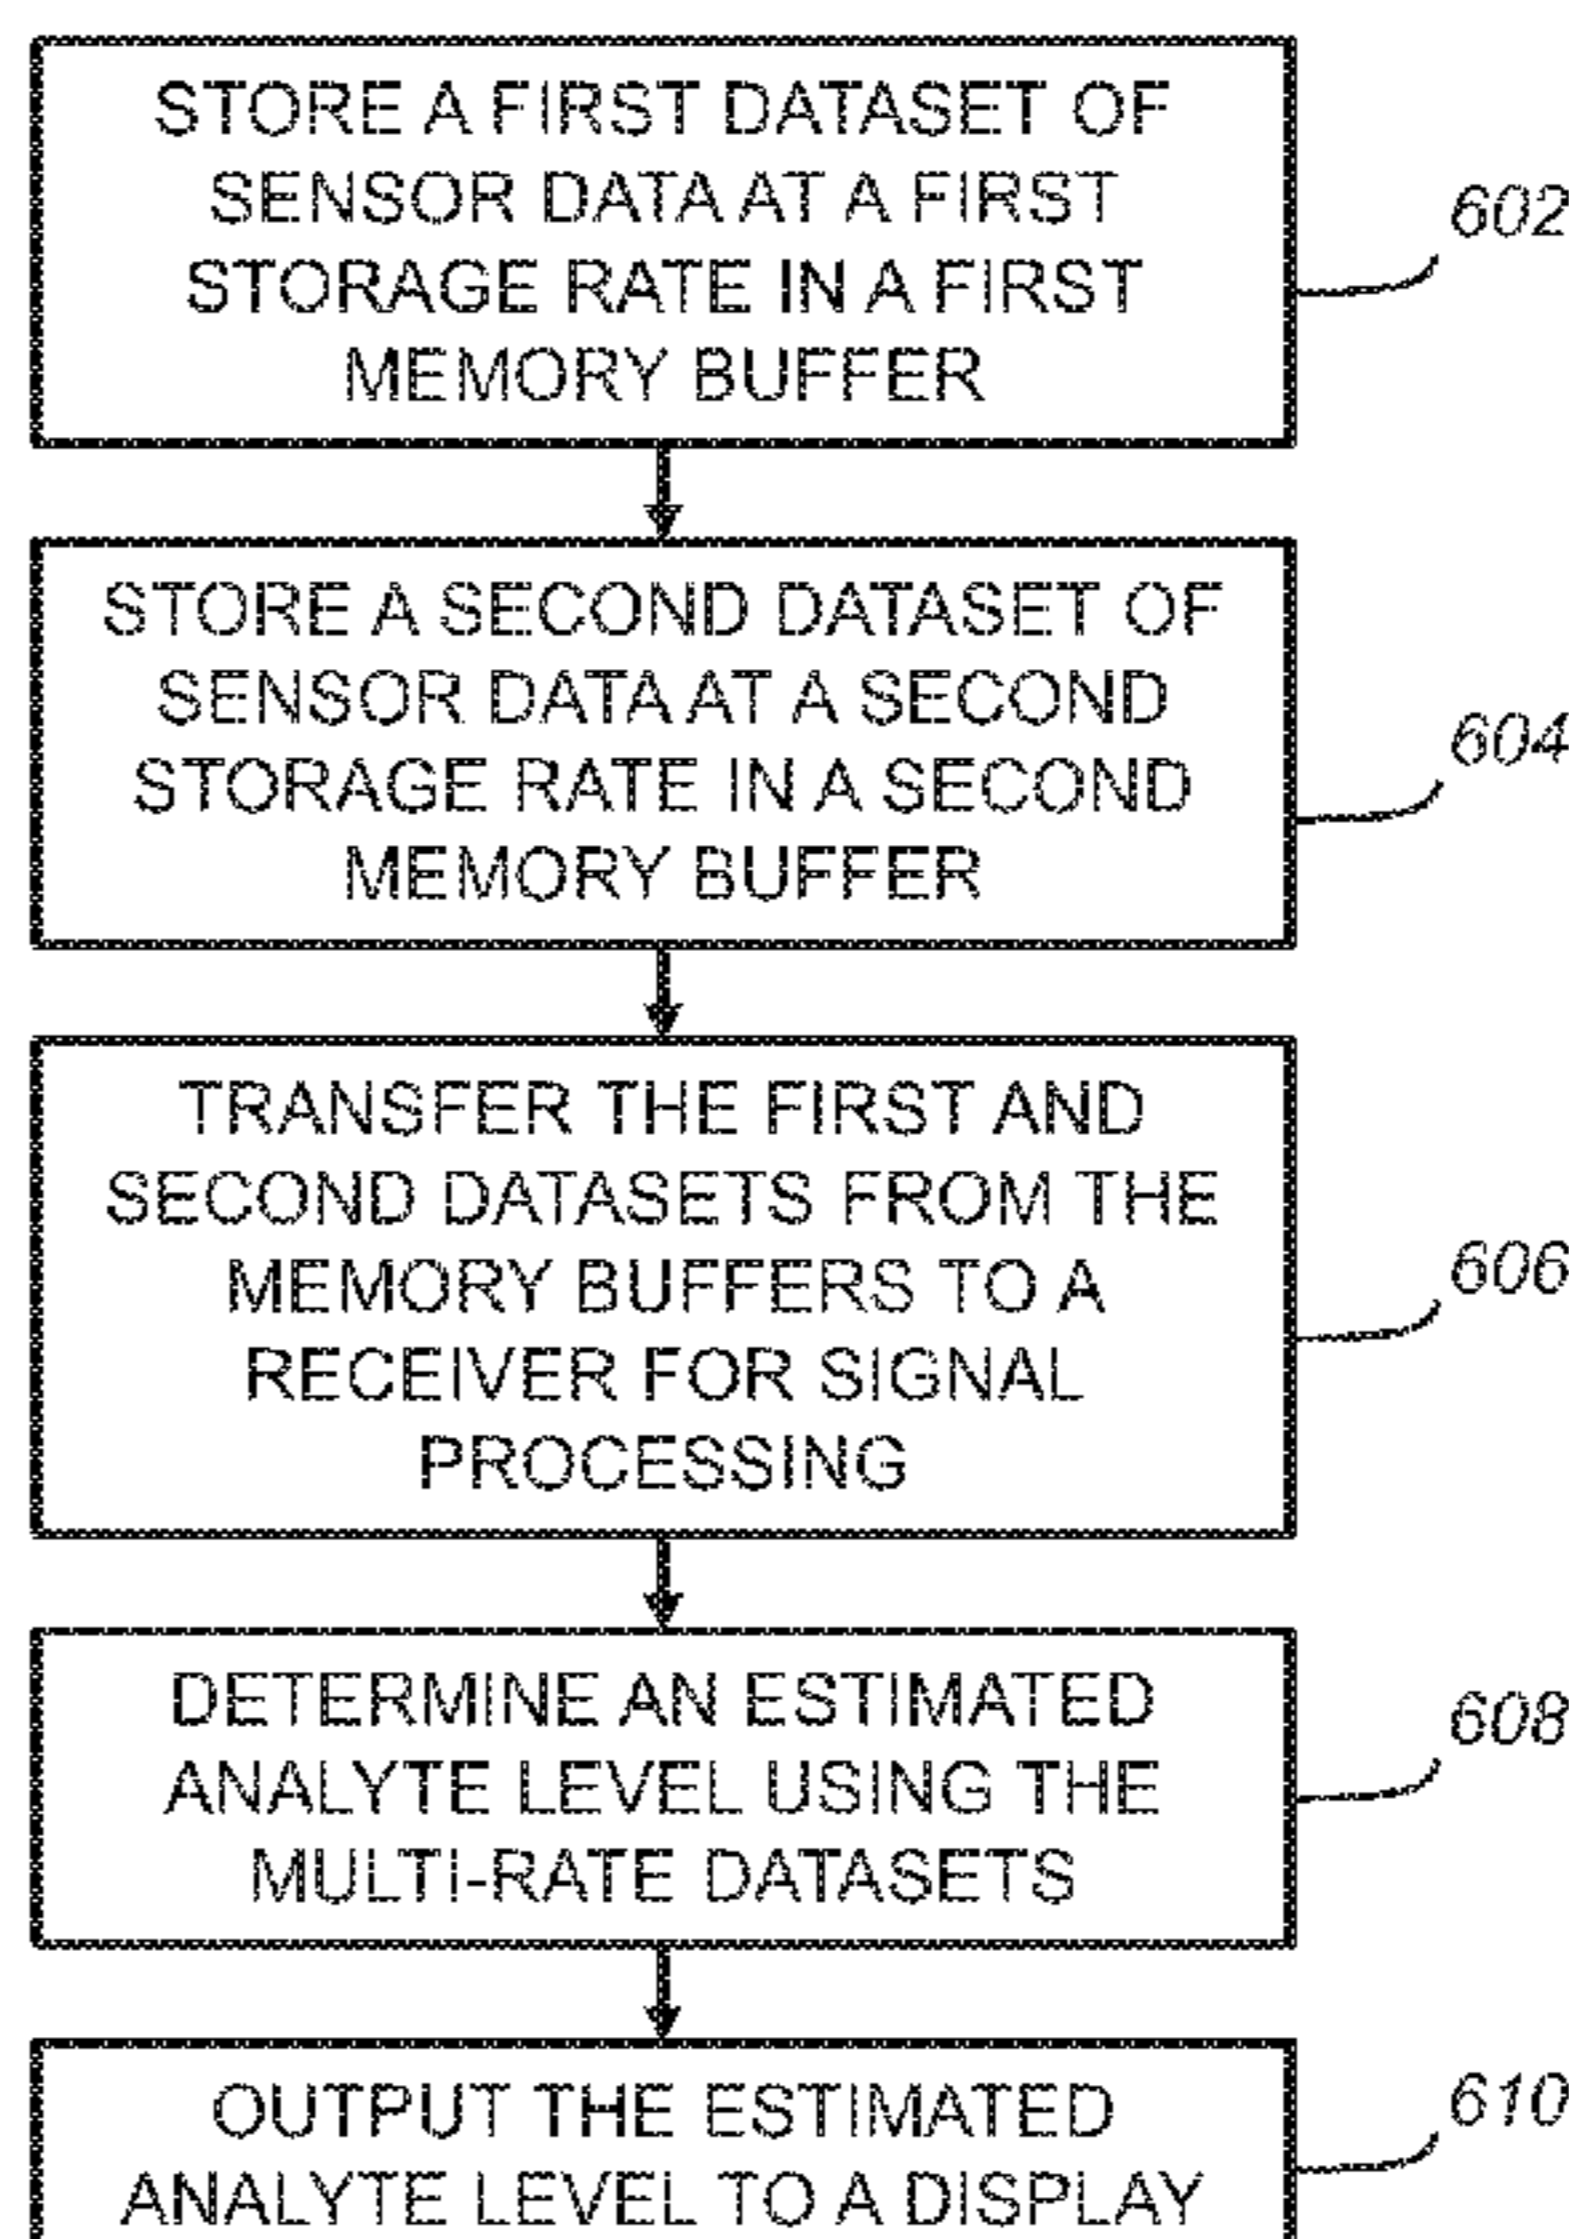 STORE A FIRST DATASET OF
SENSOR DATA AT A FIRST
STORAGE RATE IN A FIRST
MEMORY BUFFER
602
STORE A SECOND DATASET OF
SENSOR DATA AT A SECOND
STORAGE RATE IN A SECOND
MEMORY BUFFER
604
TRANSFER THE FIRST AND
SECOND DATASETS FROM THE
MEMORY BUFFERS TO A
RECEIVER FOR SIGNAL
PROCESSING
606
DETERMINE AN ESTIMATED
ANALYTE LEVEL USING THE
MULTI-RATE DATASETS
608
OUTPUT THE ESTIMATED
ANALYTE LEVEL TO A DISPLAY
610